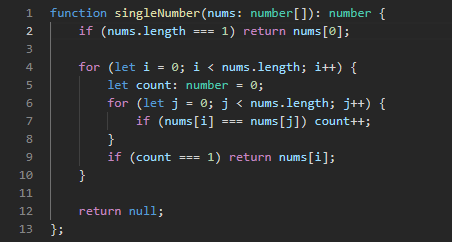 1 function singleNumber(nums: number[]): number {
2     if (nums.length === 1) return nums[0];
3
4     for (let i = 0; i < nums.length; i++) {
5         let count: number = 0;
6         for (let j = 0; j < nums.length; j++) {
7             if (nums[i] === nums[j]) count++;
8         }
9         if (count === 1) return nums[i];
10     }
11
12     return null;
13 };